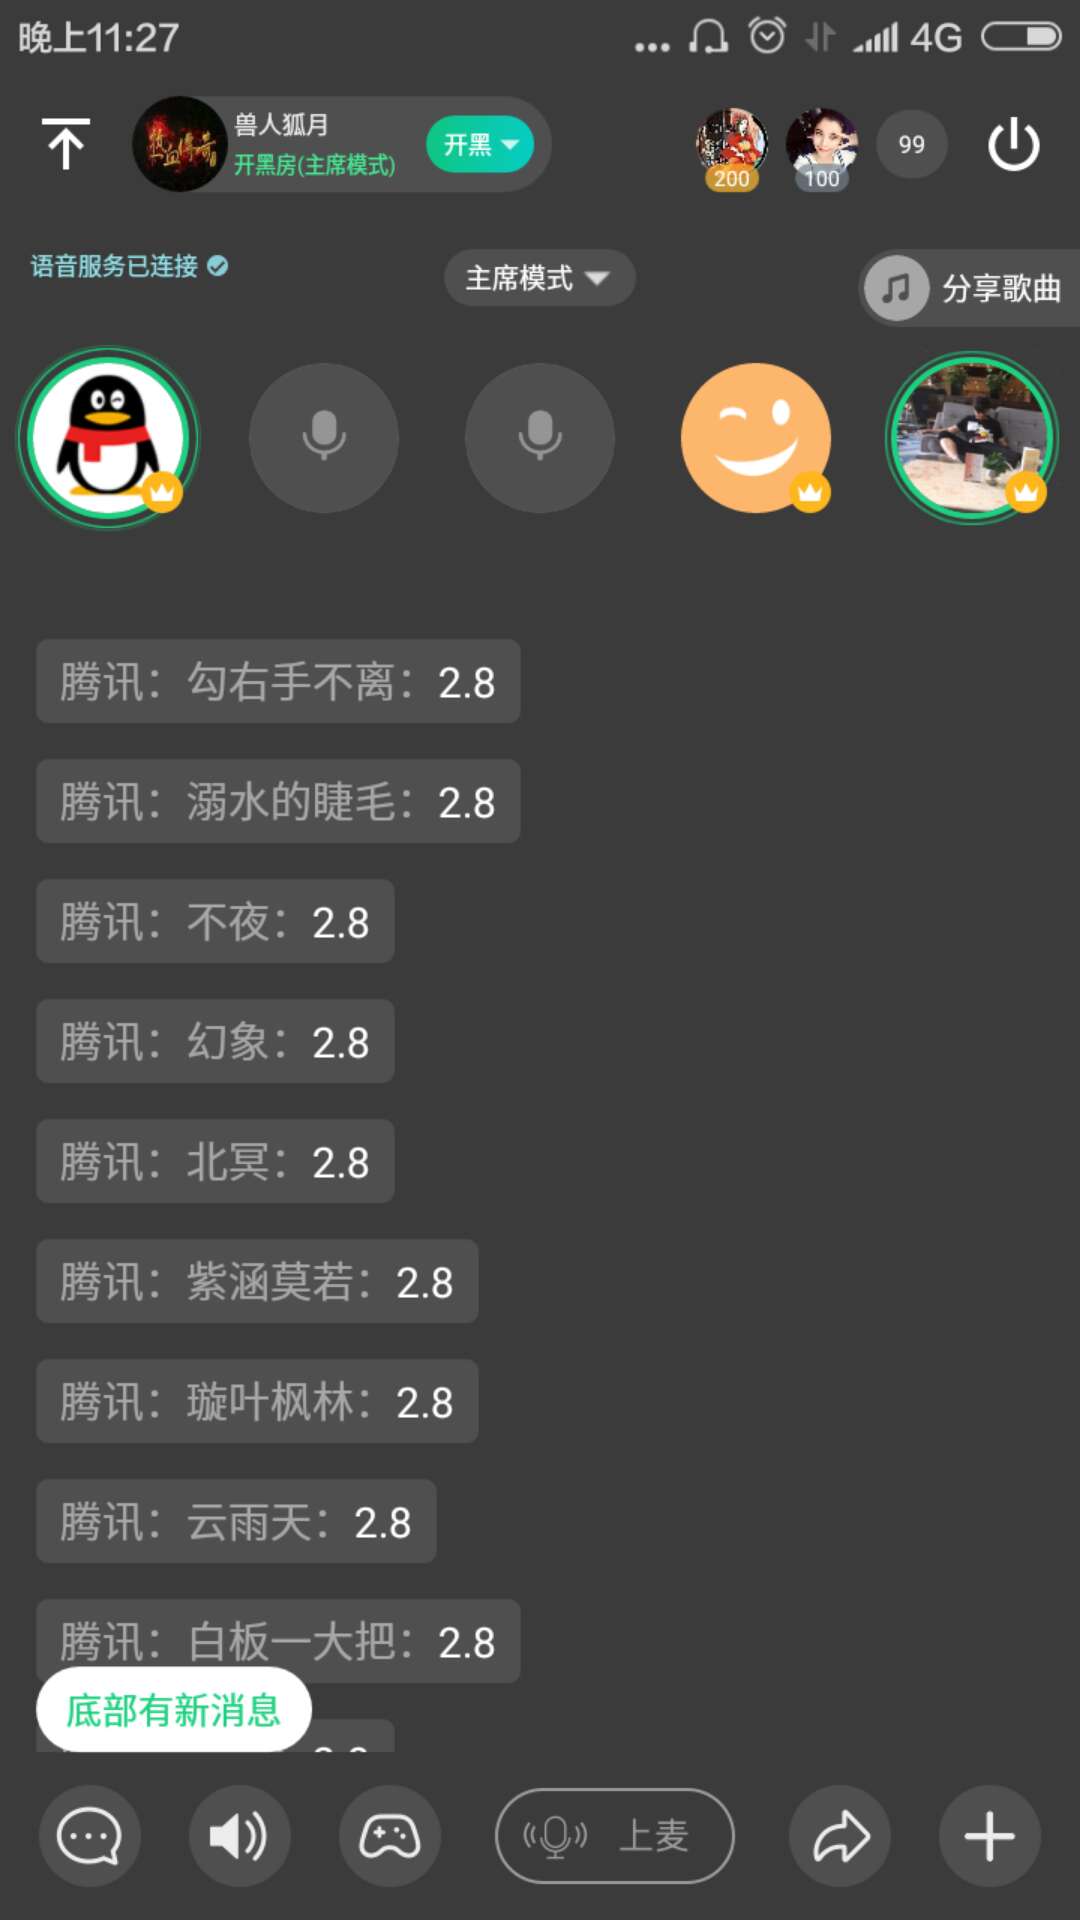 晚上11:27
4G
兽人狐月
开黑房(主席模式)
开黑
热血传奇
200
100
99
语音服务已连接
主席模式
分享歌曲
腾讯：勾右手不离：2.8
腾讯：溺水的睫毛：2.8
腾讯：不夜：2.8
腾讯：幻象：2.8
腾讯：北冥：2.8
腾讯：紫涵莫若：2.8
腾讯：璇叶枫林：2.8
腾讯：云雨天：2.8
腾讯：白板一大把：2.8
底部有新消息
上麦